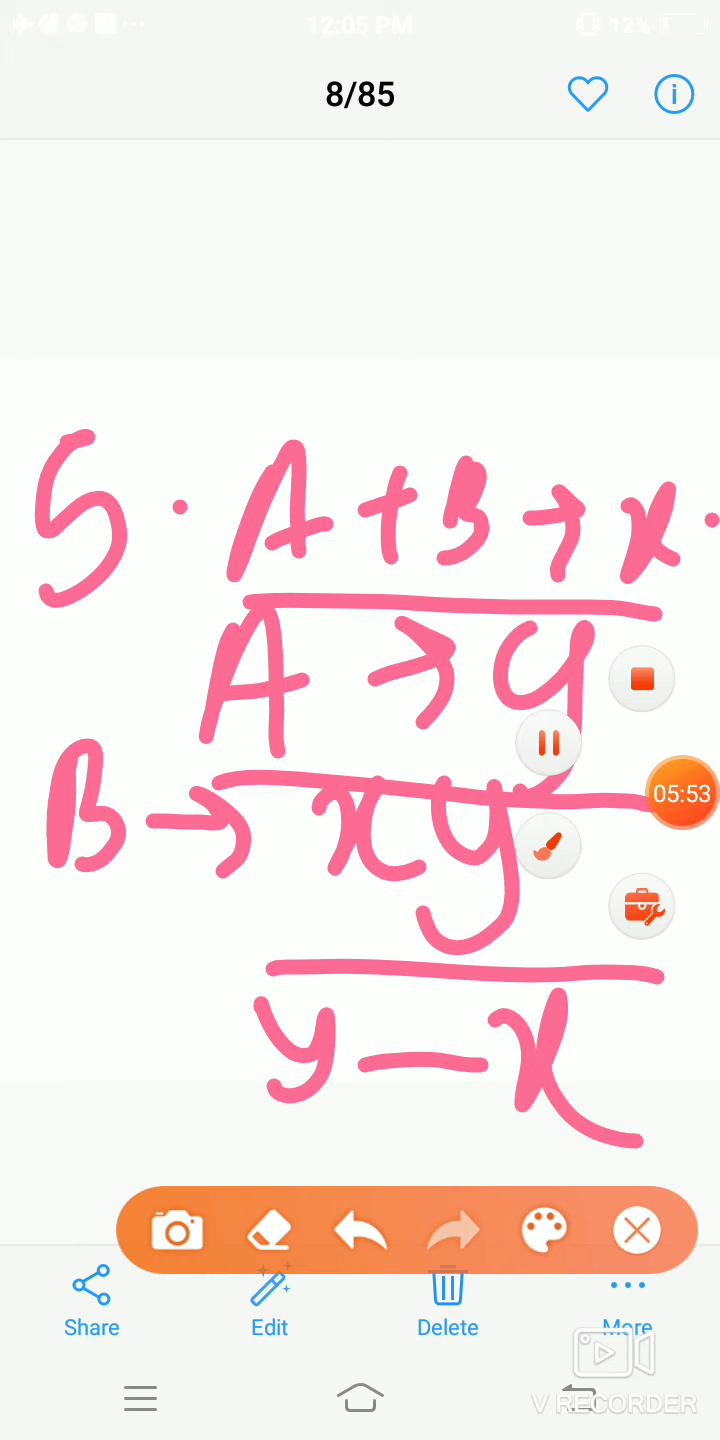 12:05 PM 12%
8/85
5. A + B → x.
A → y
05:53
B → xy
y — x
Share Edit Delete More
V RECORDER